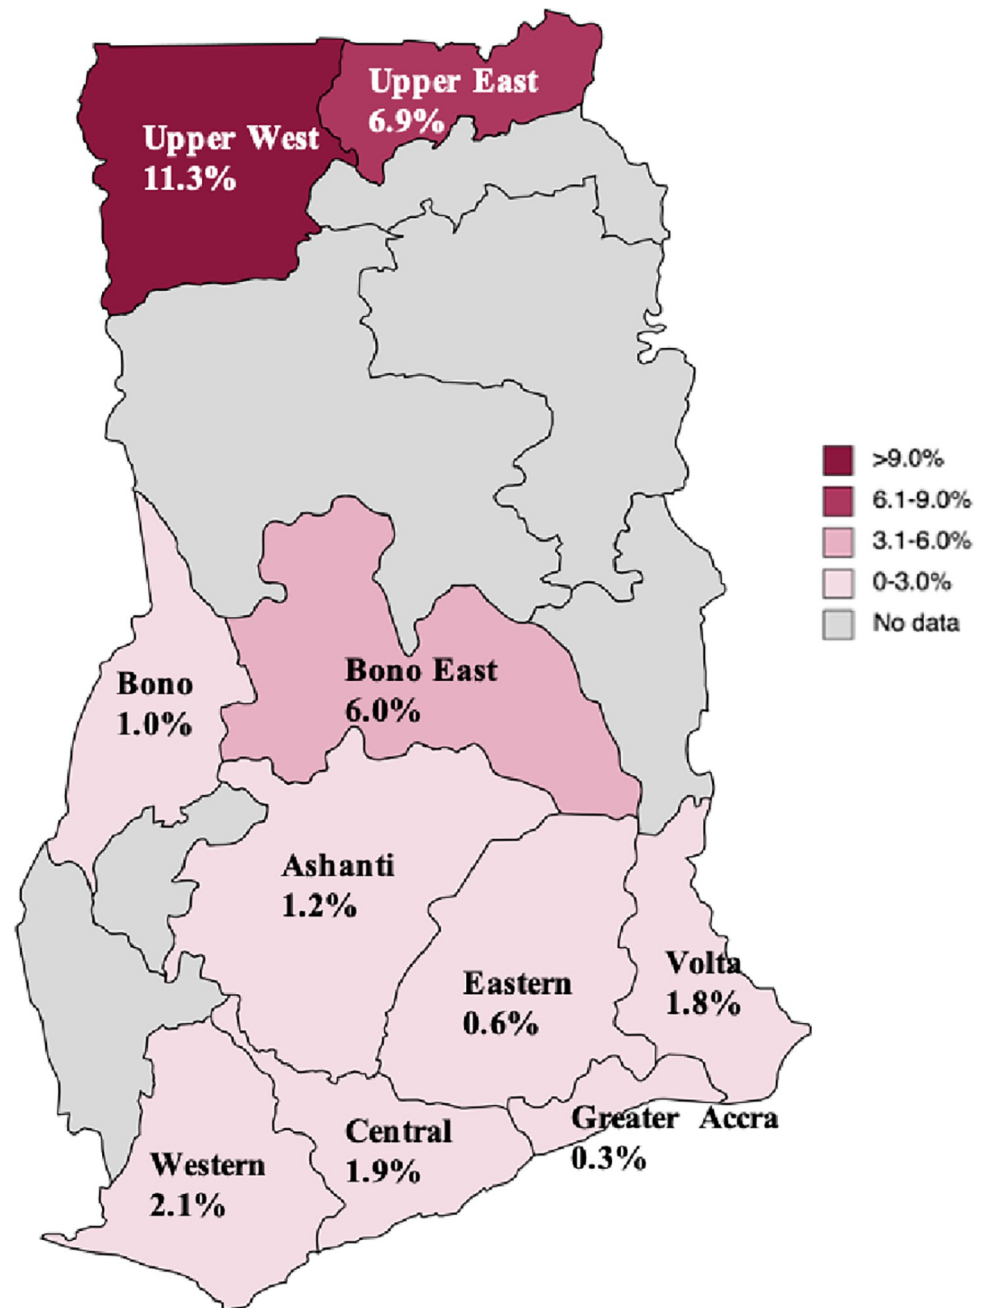 Upper East
6.9%
Upper West
11.3%
>9.0%
6.1-9.0%
3.1-6.0%
0-3.0%
No data
Bono East
6.0%
Bono
1.0%
Ashanti
1.2%
Volta
1.8%
Eastern
0.6%
Greater Accra
0.3%
Central
1.9%
Western
2.1%